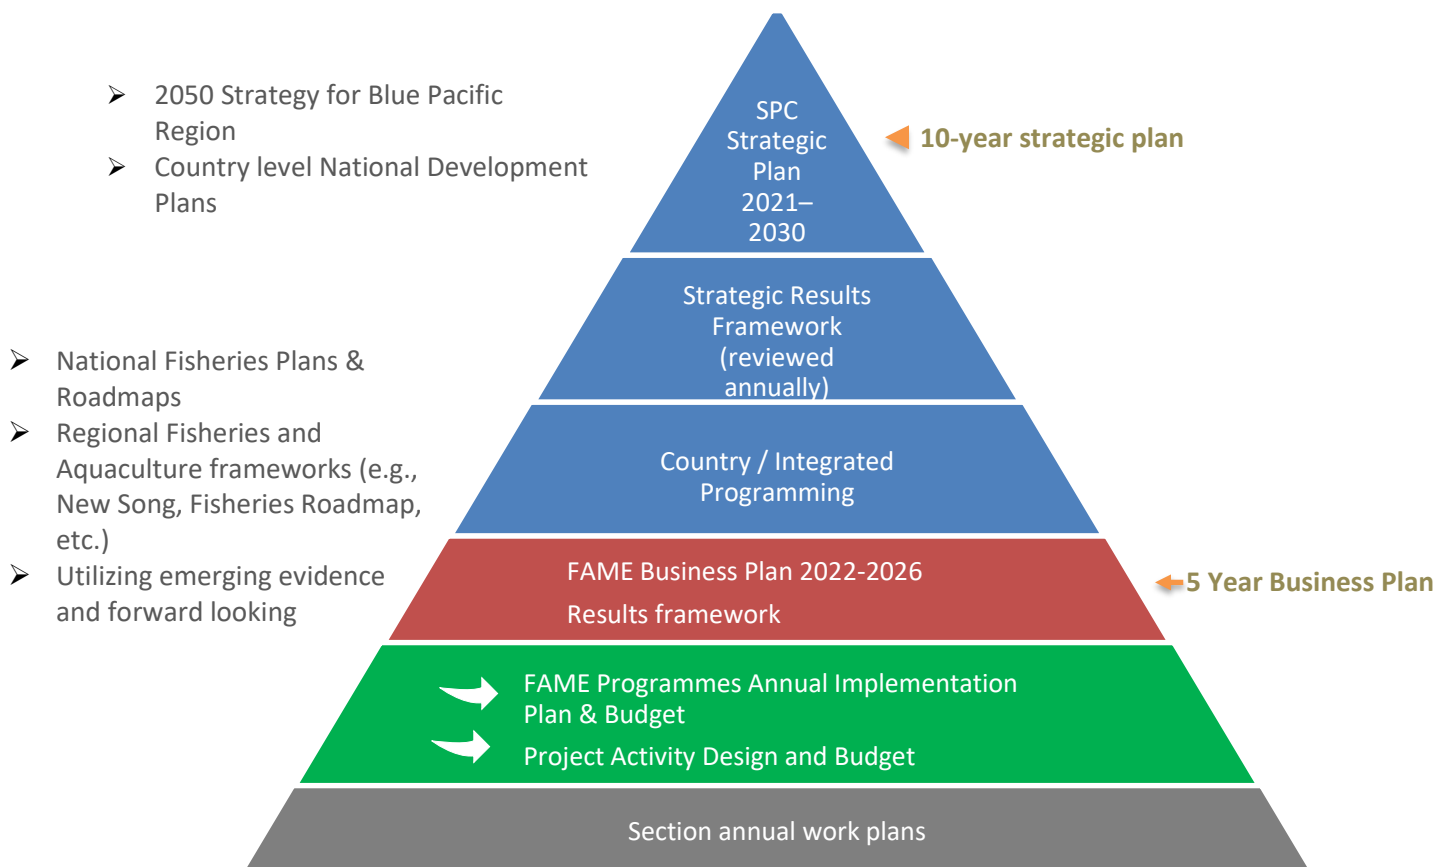 ➢ 2050 Strategy for Blue Pacific
Region
➢ Country level National Development
Plans
SPC
Strategic
Plan
2021–
2030
10-year strategic plan
Strategic Results
Framework
(reviewed
annually)
➢ National Fisheries Plans &
Roadmaps
➢ Regional Fisheries and
Aquaculture frameworks (e.g.,
New Song, Fisheries Roadmap,
etc.)
➢ Utilizing emerging evidence
and forward looking
Country / Integrated
Programming
FAME Business Plan 2022-2026
Results framework
5 Year Business Plan
FAME Programmes Annual Implementation
Plan & Budget
Project Activity Design and Budget
Section annual work plans